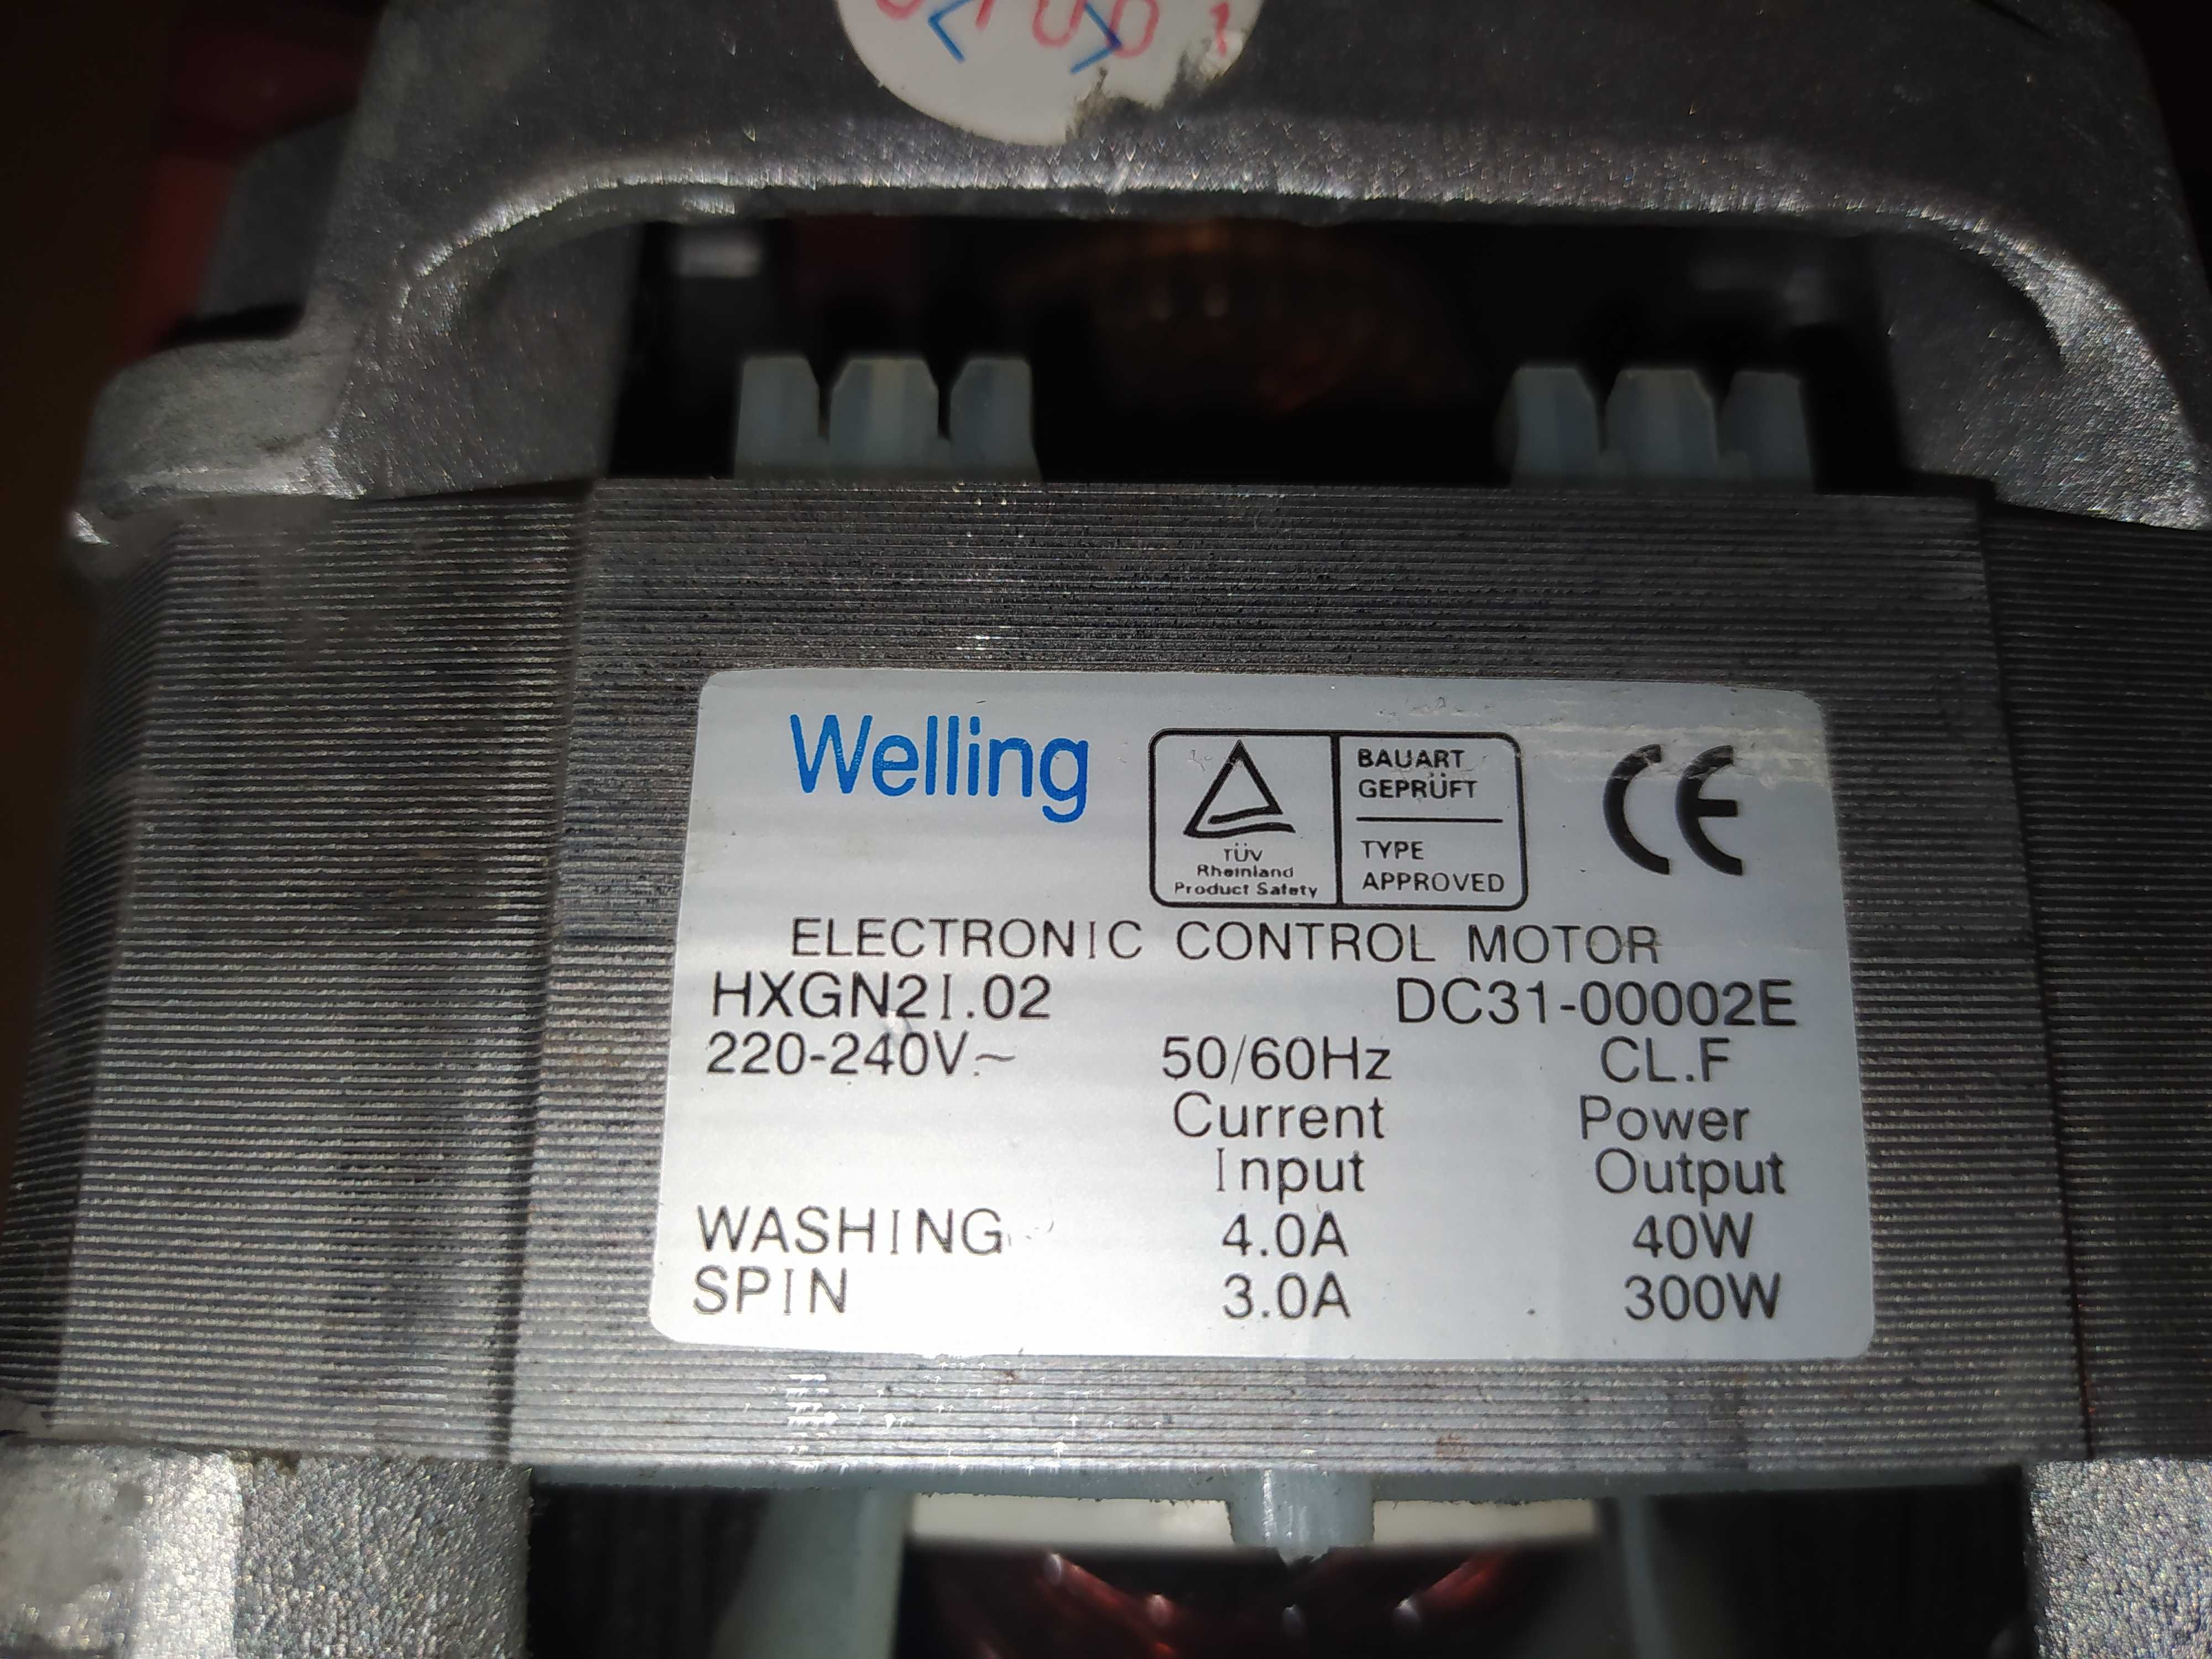 Welling
TÜV
Rheinland
Product Safety
BAUART
GEPRÜFT
TYPE
APPROVED
CE
ELECTRONIC CONTROL MOTOR
HXGN2I.02 DC31-00002E
220-240V~ 50/60Hz CL.F
Current Power
Input Output
WASHING 4.0A 40W
SPIN 3.0A 300W